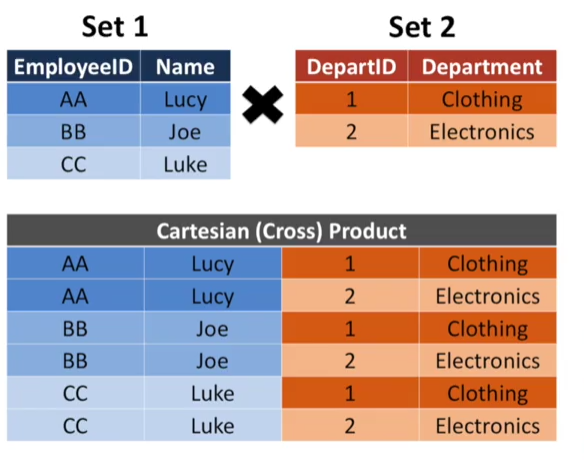 Set 1 Set 2
EmployeeID Name DepartID Department
AA Lucy 1 Clothing
BB Joe 2 Electronics
CC Luke
Cartesian (Cross) Product
AA Lucy 1 Clothing
AA Lucy 2 Electronics
BB Joe 1 Clothing
BB Joe 2 Electronics
CC Luke 1 Clothing
CC Luke 2 Electronics